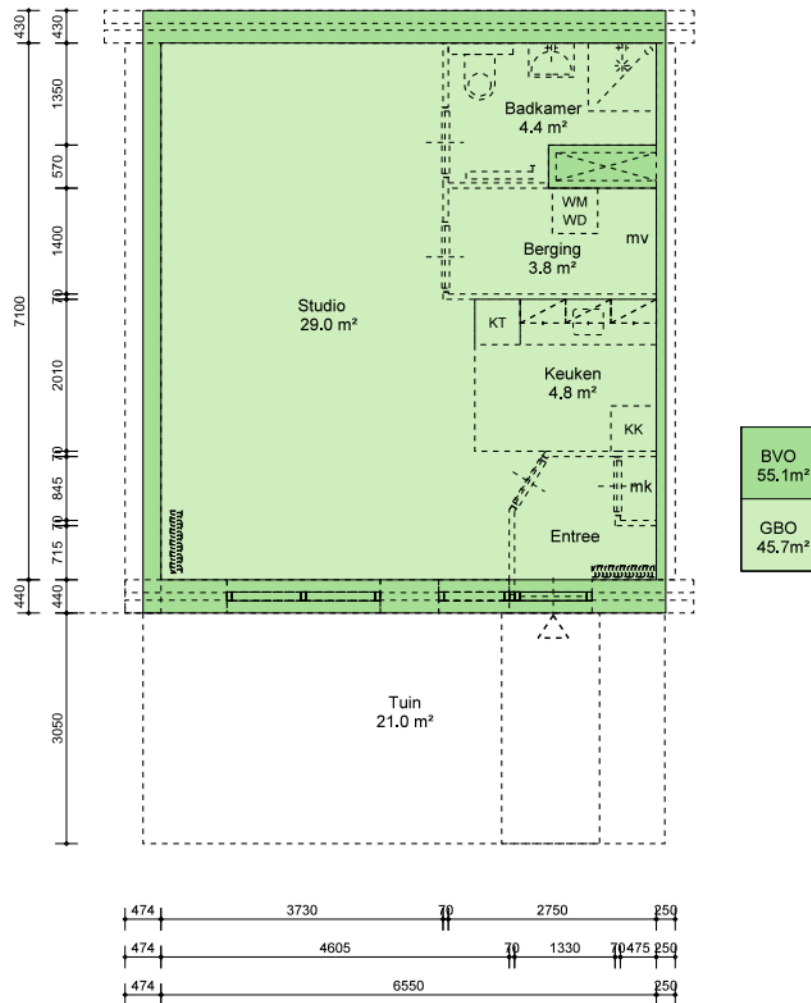 430
430
1350
Badkamer
4.4 m²
570
WM
WD
1400
Berging
3.8 m²
mv
7100
70
Studio
29.0 m²
KT
2010
Keuken
4.8 m²
KK
BVO
55.1m²
70
845
mk
GBO
45.7m²
70
715
Entree
440
440
3050
Tuin
21.0 m²
474 3730 70 2750 250
474 4605 70 1330 70 475 250
474 6550 250